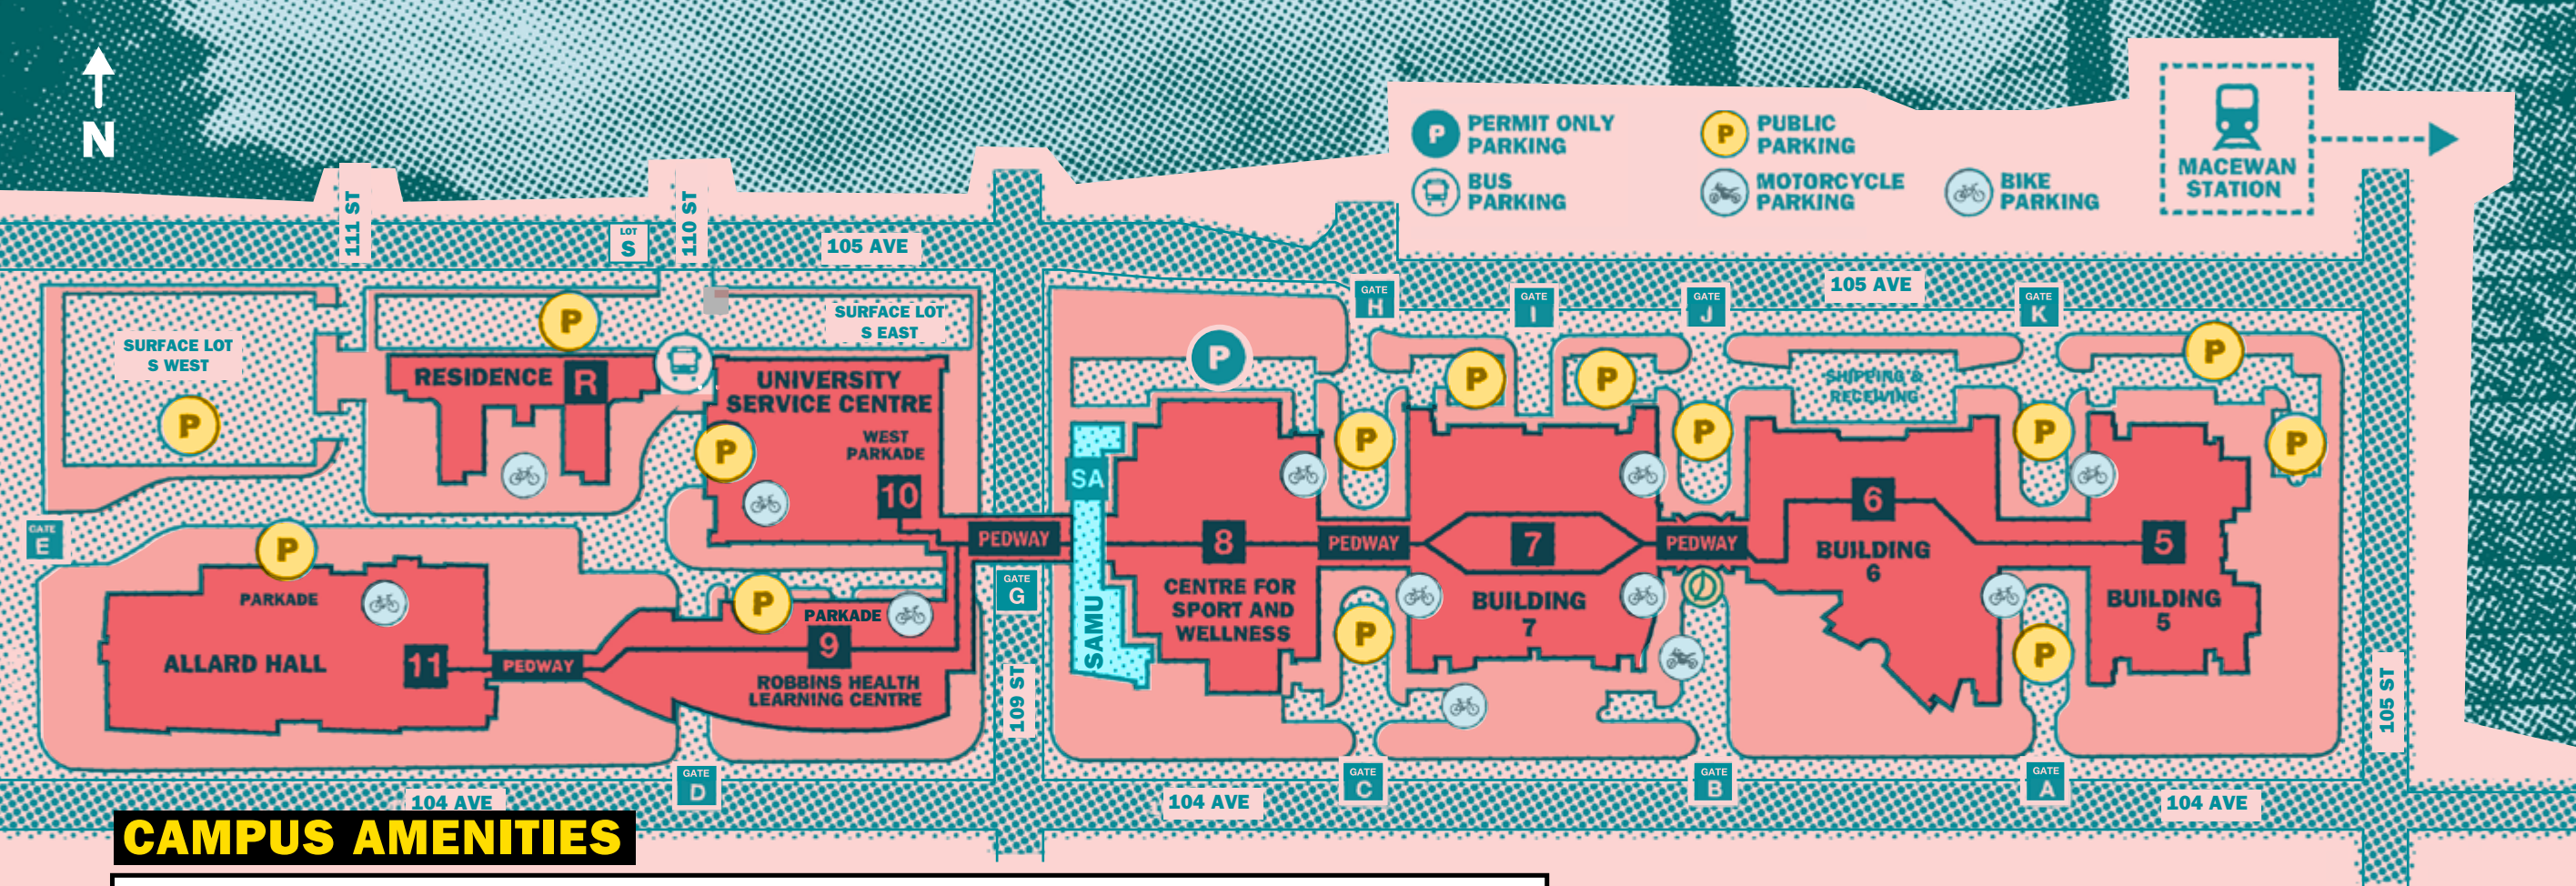 N
P PERMIT ONLY
PARKING
P PUBLIC
PARKING
BUS
PARKING
MOTORCYCLE
PARKING
BIKE
PARKING
MACEWAN
STATION
111 ST
LOT
S
110 ST
105 AVE
105 AVE
GATE
H
GATE
I
GATE
J
GATE
K
SURFACE LOT
S WEST
P
P
SURFACE LOT
S EAST
RESIDENCE R
UNIVERSITY
SERVICE CENTRE
WEST
PARKADE
10
P
P
P
P
P
P
P
P
P
SHIPPING &
RECEIVING
GATE
E
P
PARKADE
ALLARD HALL
11
PEDWAY
P
PARKADE
9
ROBBINS HEALTH
LEARNING CENTRE
PEDWAY
GATE
G
109 ST
SA
SAMU
8
CENTRE FOR
SPORT AND
WELLNESS
PEDWAY
P
7
BUILDING
7
PEDWAY
6
BUILDING
6
P
5
BUILDING
5
105 ST
GATE
D
GATE
C
GATE
B
GATE
A
104 AVE
104 AVE
104 AVE
CAMPUS AMENITIES